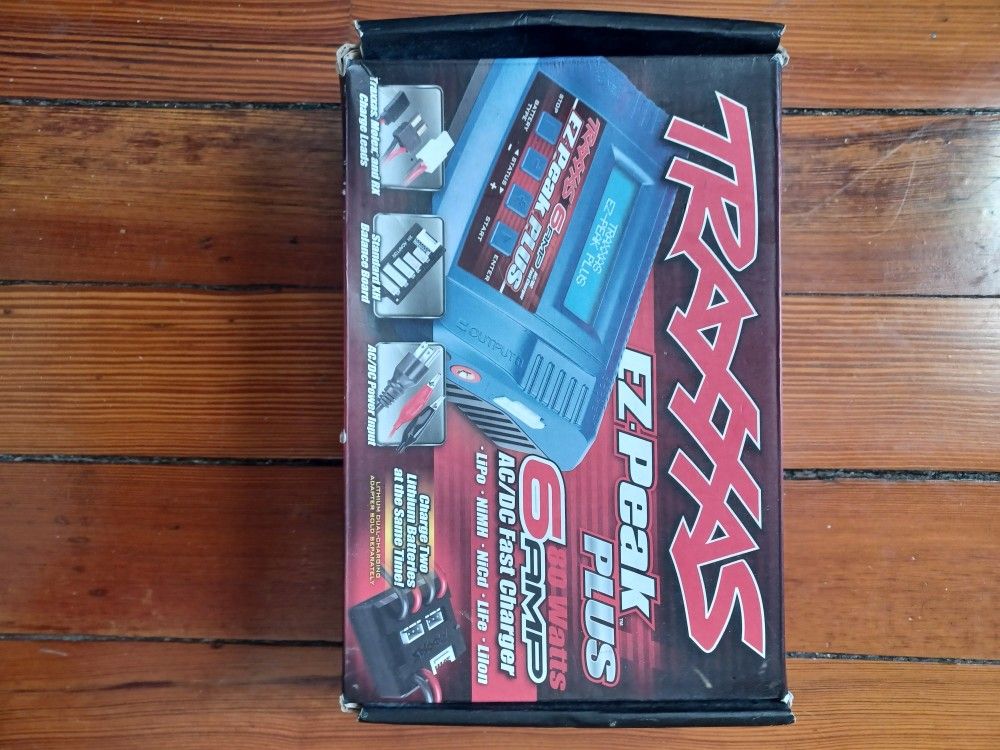 TRAXXAS
EZ-Peak PLUS™
80 Watts
6 AMP
AC/DC Fast Charger
· LiPo · NiMH · NiCd · LiFe · LiIon
TRAXXAS
EZ-PEAK PLUS
TRAXXAS 6 AMP
EZ-Peak PLUS
STOP
BATTERY TYPE
- ◄ STATUS ► +
START
ENTER
OUTPUT
Traxxas, Molex, and RX
Charge Leads
Standard XH
Balance Board
AC/DC Power Input
Charge Two
Lithium Batteries
at the Same Time!
LITHIUM DUAL-CHARGING
ADAPTER SOLD SEPARATELY